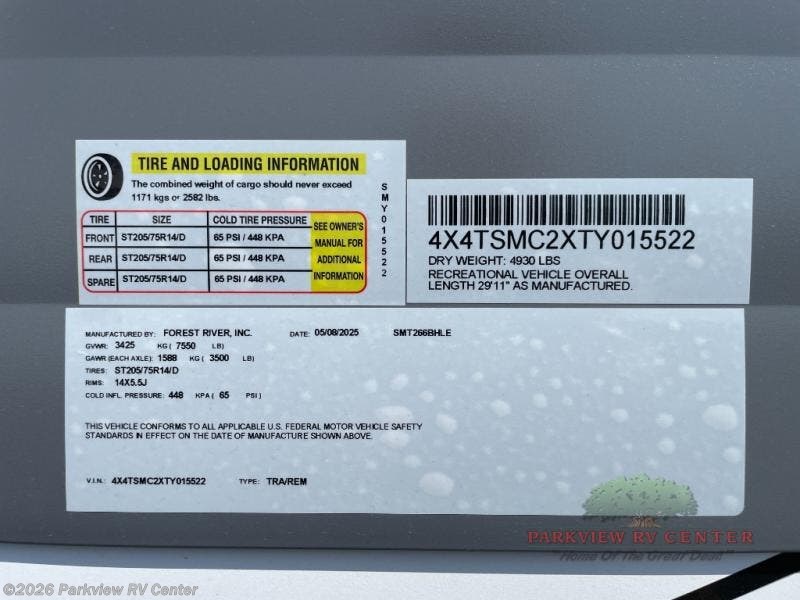 TIRE AND LOADING INFORMATION
The combined weight of cargo should never exceed
1171 kgs or 2582 lbs.
TIRE SIZE COLD TIRE PRESSURE
FRONT ST205/75R14/D 65 PSI / 448 KPA
REAR ST205/75R14/D 65 PSI / 448 KPA
SPARE ST205/75R14/D 65 PSI / 448 KPA
SEE OWNER'S
MANUAL FOR
ADDITIONAL
INFORMATION
SMY015522
4X4TSMC2XTY015522
DRY WEIGHT: 4930 LBS
RECREATIONAL VEHICLE OVERALL
LENGTH 29'11" AS MANUFACTURED.
MANUFACTURED BY: FOREST RIVER, INC. DATE: 05/08/2025 SMT266BHLE
GVWR: 3425 KG ( 7550 LB)
GAWR (EACH AXLE): 1588 KG ( 3500 LB)
TIRES: ST205/75R14/D
RIMS: 14X5.5J
COLD INFL. PRESSURE: 448 KPA ( 65 PSI )
THIS VEHICLE CONFORMS TO ALL APPLICABLE U.S. FEDERAL MOTOR VEHICLE SAFETY
STANDARDS IN EFFECT ON THE DATE OF MANUFACTURE SHOWN ABOVE.
V.I.N.: 4X4TSMC2XTY015522 TYPE: TRA/REM
PARKVIEW RV CENTER
"Home Of The Great Deal"
©2026 Parkview RV Center